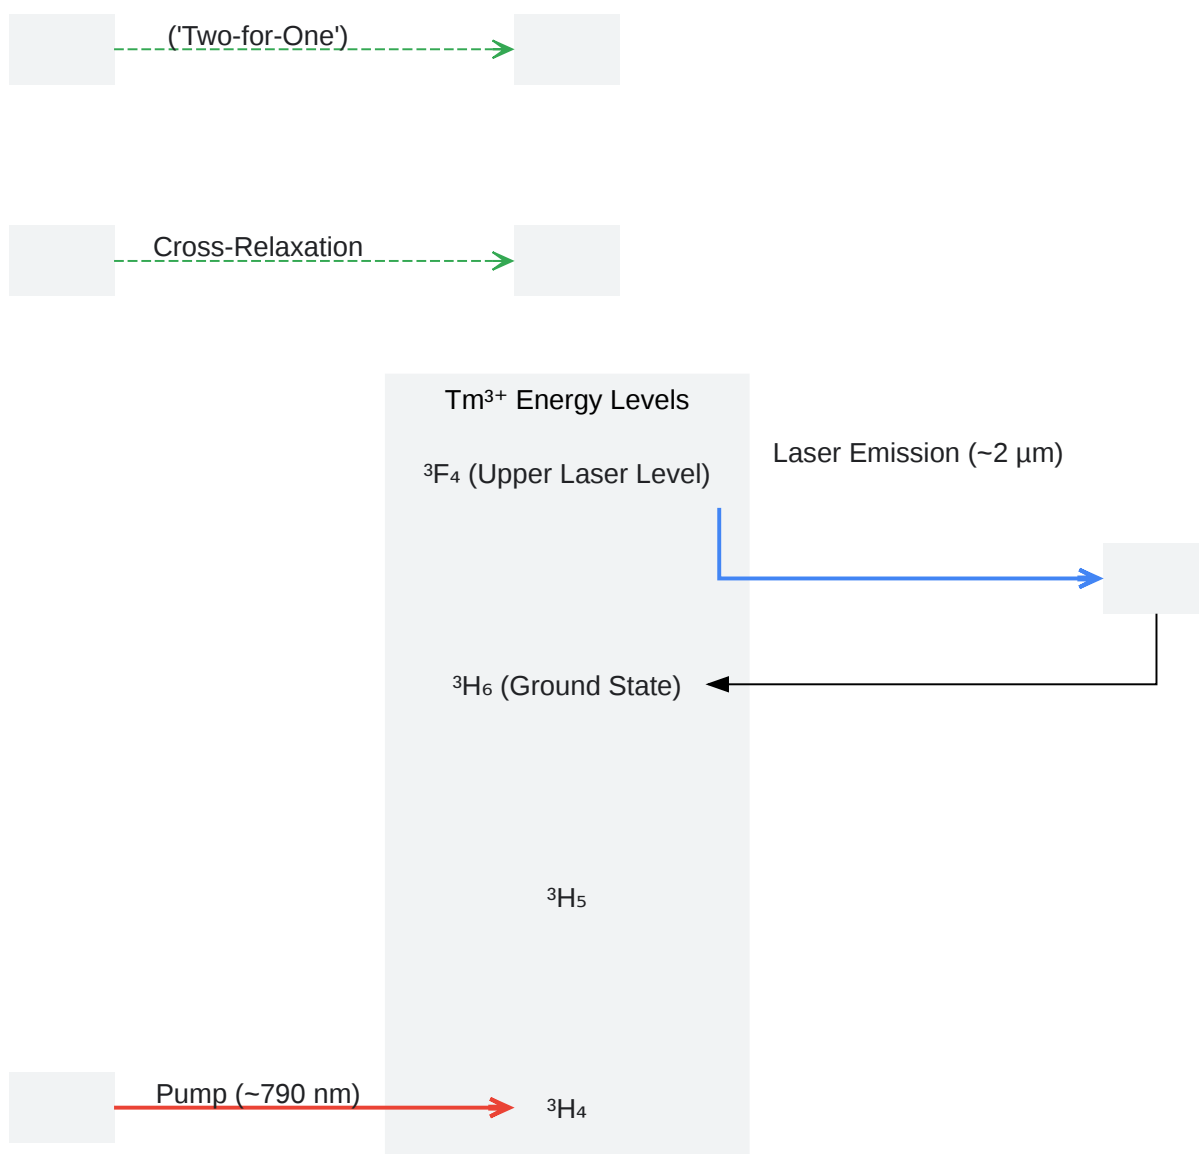 ('Two-for-One')
Cross-Relaxation
Tm³⁺ Energy Levels
³F₄ (Upper Laser Level)
Laser Emission (~2 µm)
³H₆ (Ground State)
³H₅
Pump (~790 nm)
³H₄